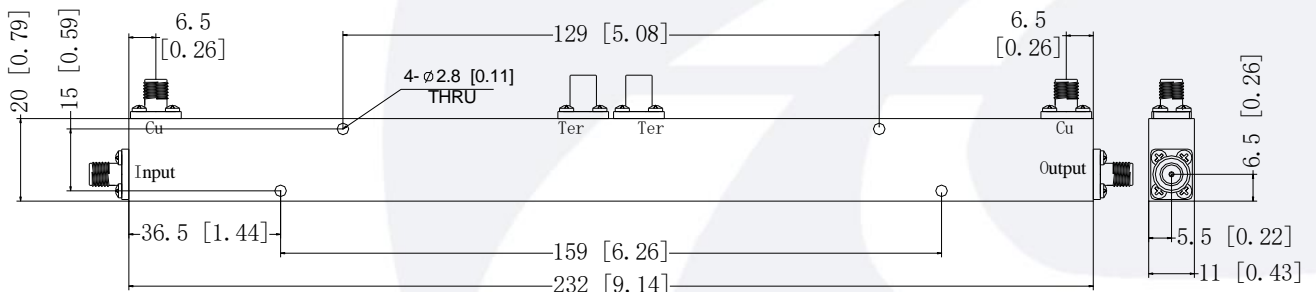 6.5
[0.26]
129 [5.08]
6.5
[0.26]
20 [0.79]
15 [0.59]
4-⌀2.8 [0.11]
THRU
6.5 [0.26]
Cu
Ter
Ter
Cu
Input
Output
36.5 [1.44]
159 [6.26]
232 [9.14]
5.5 [0.22]
11 [0.43]